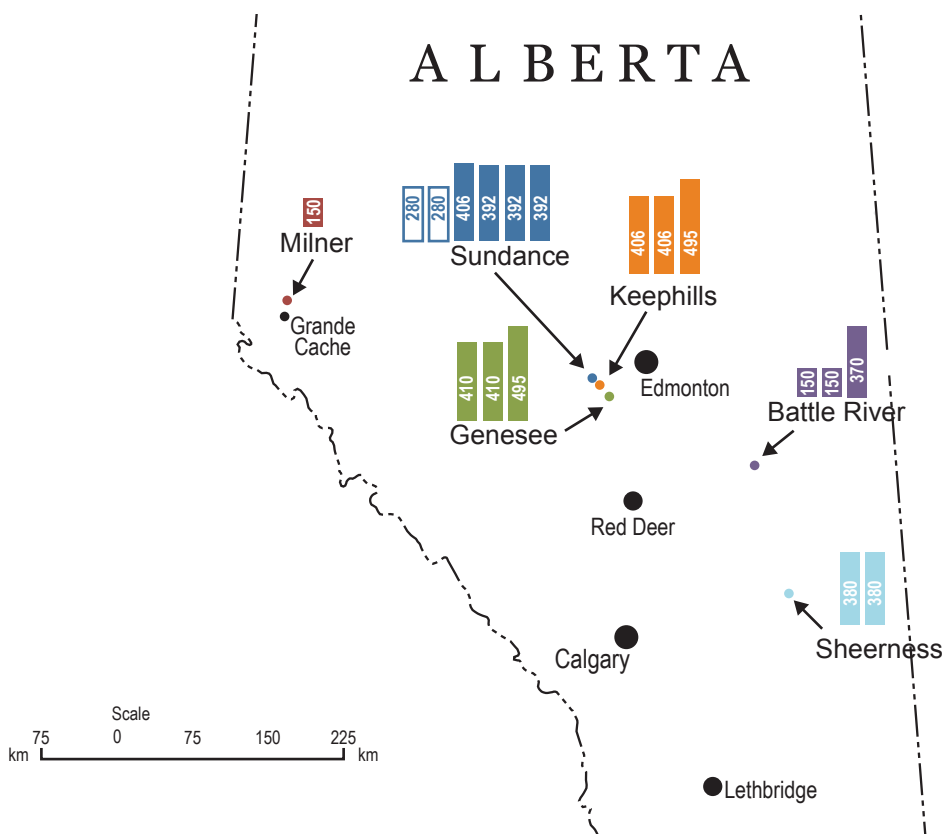 ALBERTA
150
Milner
Grande
Cache
280
280
406
392
392
392
Sundance
406
406
495
Keephills
Edmonton
410
410
495
Genesee
150
150
370
Battle River
Red Deer
380
380
Sheerness
Calgary
Scale
km 75 0 75 150 225 km
Lethbridge